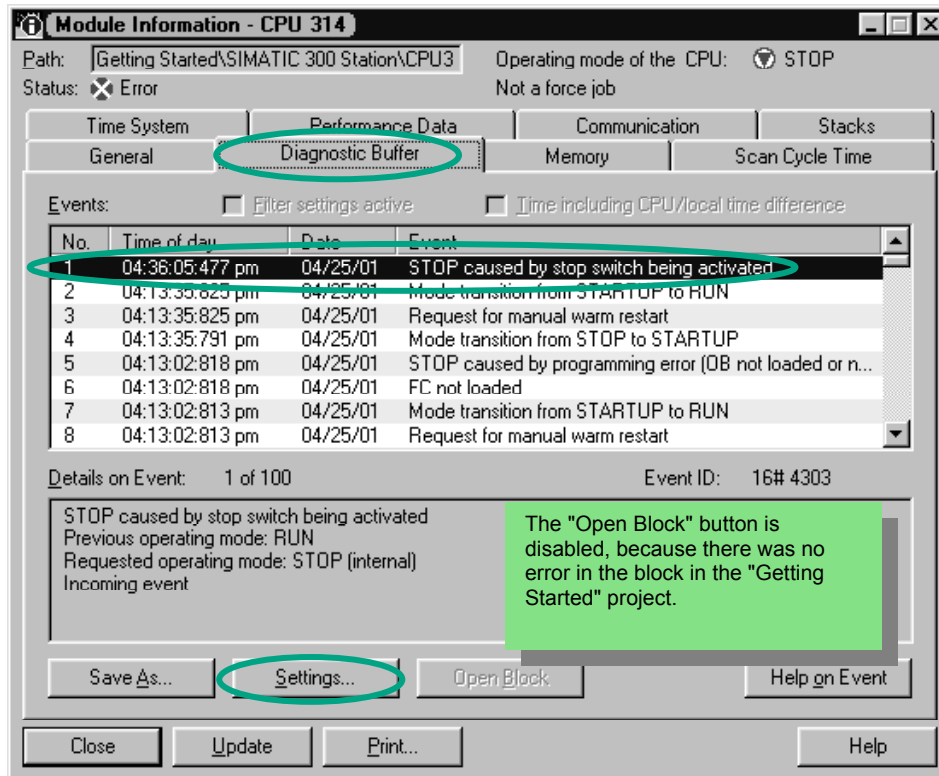 Module Information - CPU 314
Path: Getting Started\SIMATIC 300 Station\CPU3 Operating mode of the CPU: STOP
Status: Error Not a force job
Time System Performance Data Communication Stacks
General Diagnostic Buffer Memory Scan Cycle Time
Events: Filter settings active Time including CPU/local time difference
No. Time of day Date Event
1 04:36:05:477 pm 04/25/01 STOP caused by stop switch being activated
2 04:13:35:825 pm 04/25/01 Mode transition from STARTUP to RUN
3 04:13:35:825 pm 04/25/01 Request for manual warm restart
4 04:13:35:791 pm 04/25/01 Mode transition from STOP to STARTUP
5 04:13:02:818 pm 04/25/01 STOP caused by programming error (OB not loaded or n...
6 04:13:02:818 pm 04/25/01 FC not loaded
7 04:13:02:813 pm 04/25/01 Mode transition from STARTUP to RUN
8 04:13:02:813 pm 04/25/01 Request for manual warm restart
Details on Event: 1 of 100 Event ID: 16# 4303
STOP caused by stop switch being activated
Previous operating mode: RUN
Requested operating mode: STOP (internal)
Incoming event
The "Open Block" button is
disabled, because there was no
error in the block in the "Getting
Started" project.
Save As... Settings... Open Block Help on Event
Close Update Print... Help